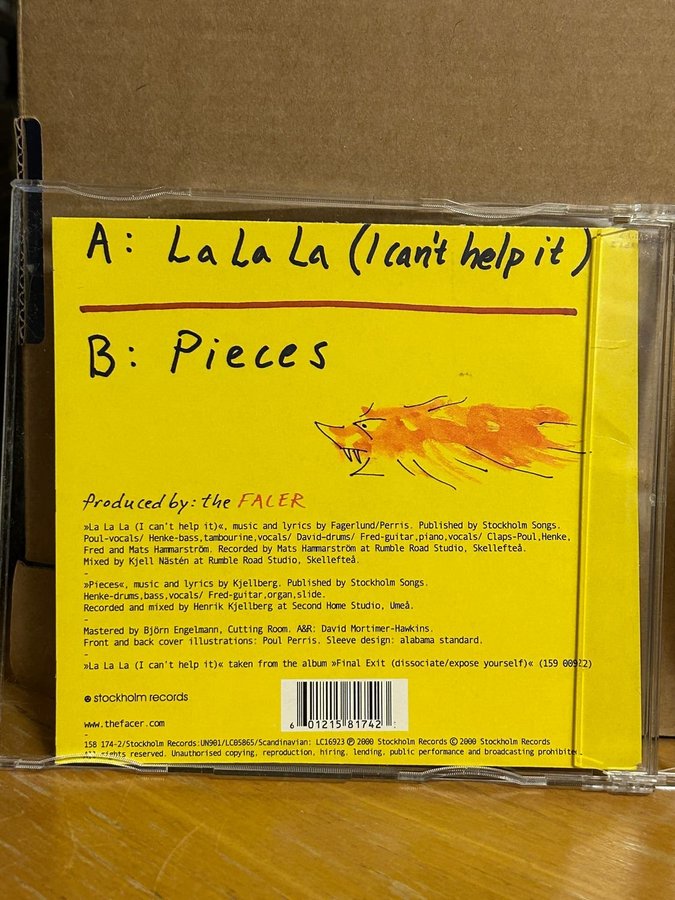 A: La La La (I can't help it)
B: Pieces
Produced by: the FACER
»La La La (I can't help it)«, music and lyrics by Fagerlund/Perris. Published by Stockholm Songs.
Poul-vocals/ Henke-bass,tambourine,vocals/ David-drums/ Fred-guitar,piano,vocals/ Claps-Poul,Henke,
Fred and Mats Hammarström. Recorded by Mats Hammarström at Rumble Road Studio, Skellefteå.
Mixed by Kjell Nästén at Rumble Road Studio, Skellefteå.
-
»Pieces«, music and lyrics by Kjellberg. Published by Stockholm Songs.
Henke-drums,bass,vocals/ Fred-guitar,organ,slide.
Recorded and mixed by Henrik Kjellberg at Second Home Studio, Umeå.
-
Mastered by Björn Engelmann, Cutting Room. A&R: David Mortimer-Hawkins.
Front and back cover illustrations: Poul Perris. Sleeve design: alabama standard.
-
»La La La (I can't help it)« taken from the album »Final Exit (dissociate/expose yourself)« (159 0092)
stockholm records
6 01215 81742
www.thefacer.com
-
158 174-2/Stockholm Records:UN901/LC05865/Scandinavian: LC16923 ℗ 2000 Stockholm Records © 2000 Stockholm Records
All rights reserved. Unauthorised copying, reproduction, hiring, lending, public performance and broadcasting prohibited.